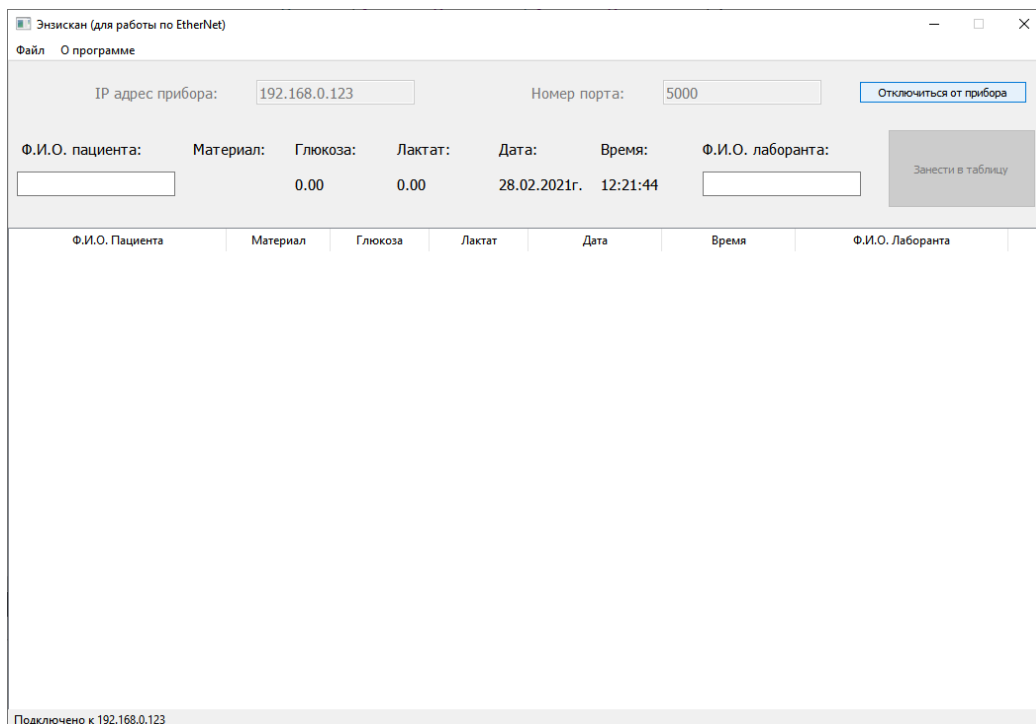 Энзискан (для работы по EtherNet)
Файл О программе
IP адрес прибора: 192.168.0.123 Номер порта: 5000 Отключиться от прибора
Ф.И.О. пациента: Материал: Глюкоза: Лактат: Дата: Время: Ф.И.О. лаборанта:
Занести в таблицу
0.00 0.00 28.02.2021г. 12:21:44
Ф.И.О. Пациента Материал Глюкоза Лактат Дата Время Ф.И.О. Лаборанта
Подключено к 192.168.0.123